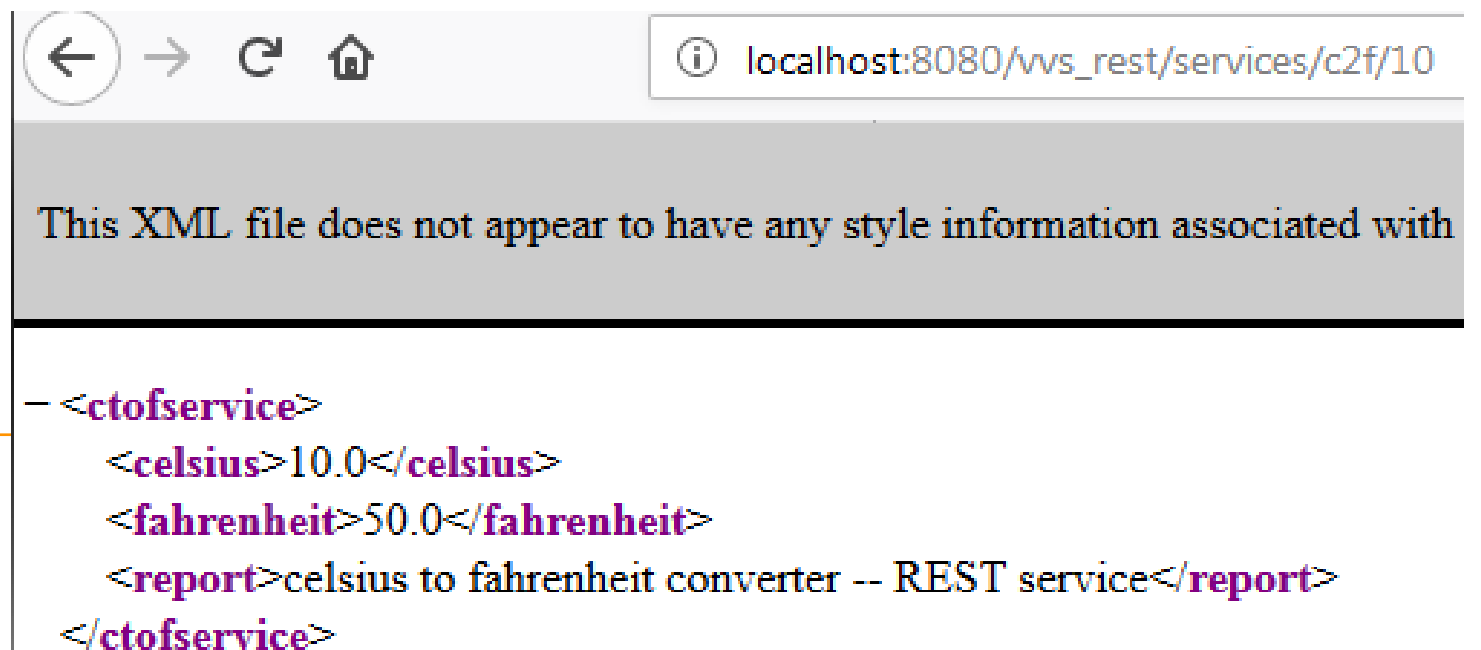 localhost:8080/vvs_rest/services/c2f/10
This XML file does not appear to have any style information associated with
– <ctofservice>
<celsius>10.0</celsius>
<fahrenheit>50.0</fahrenheit>
<report>celsius to fahrenheit converter -- REST service</report>
</ctofservice>